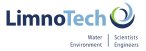 LimnoTech
Water | Scientists
Environment | Engineers